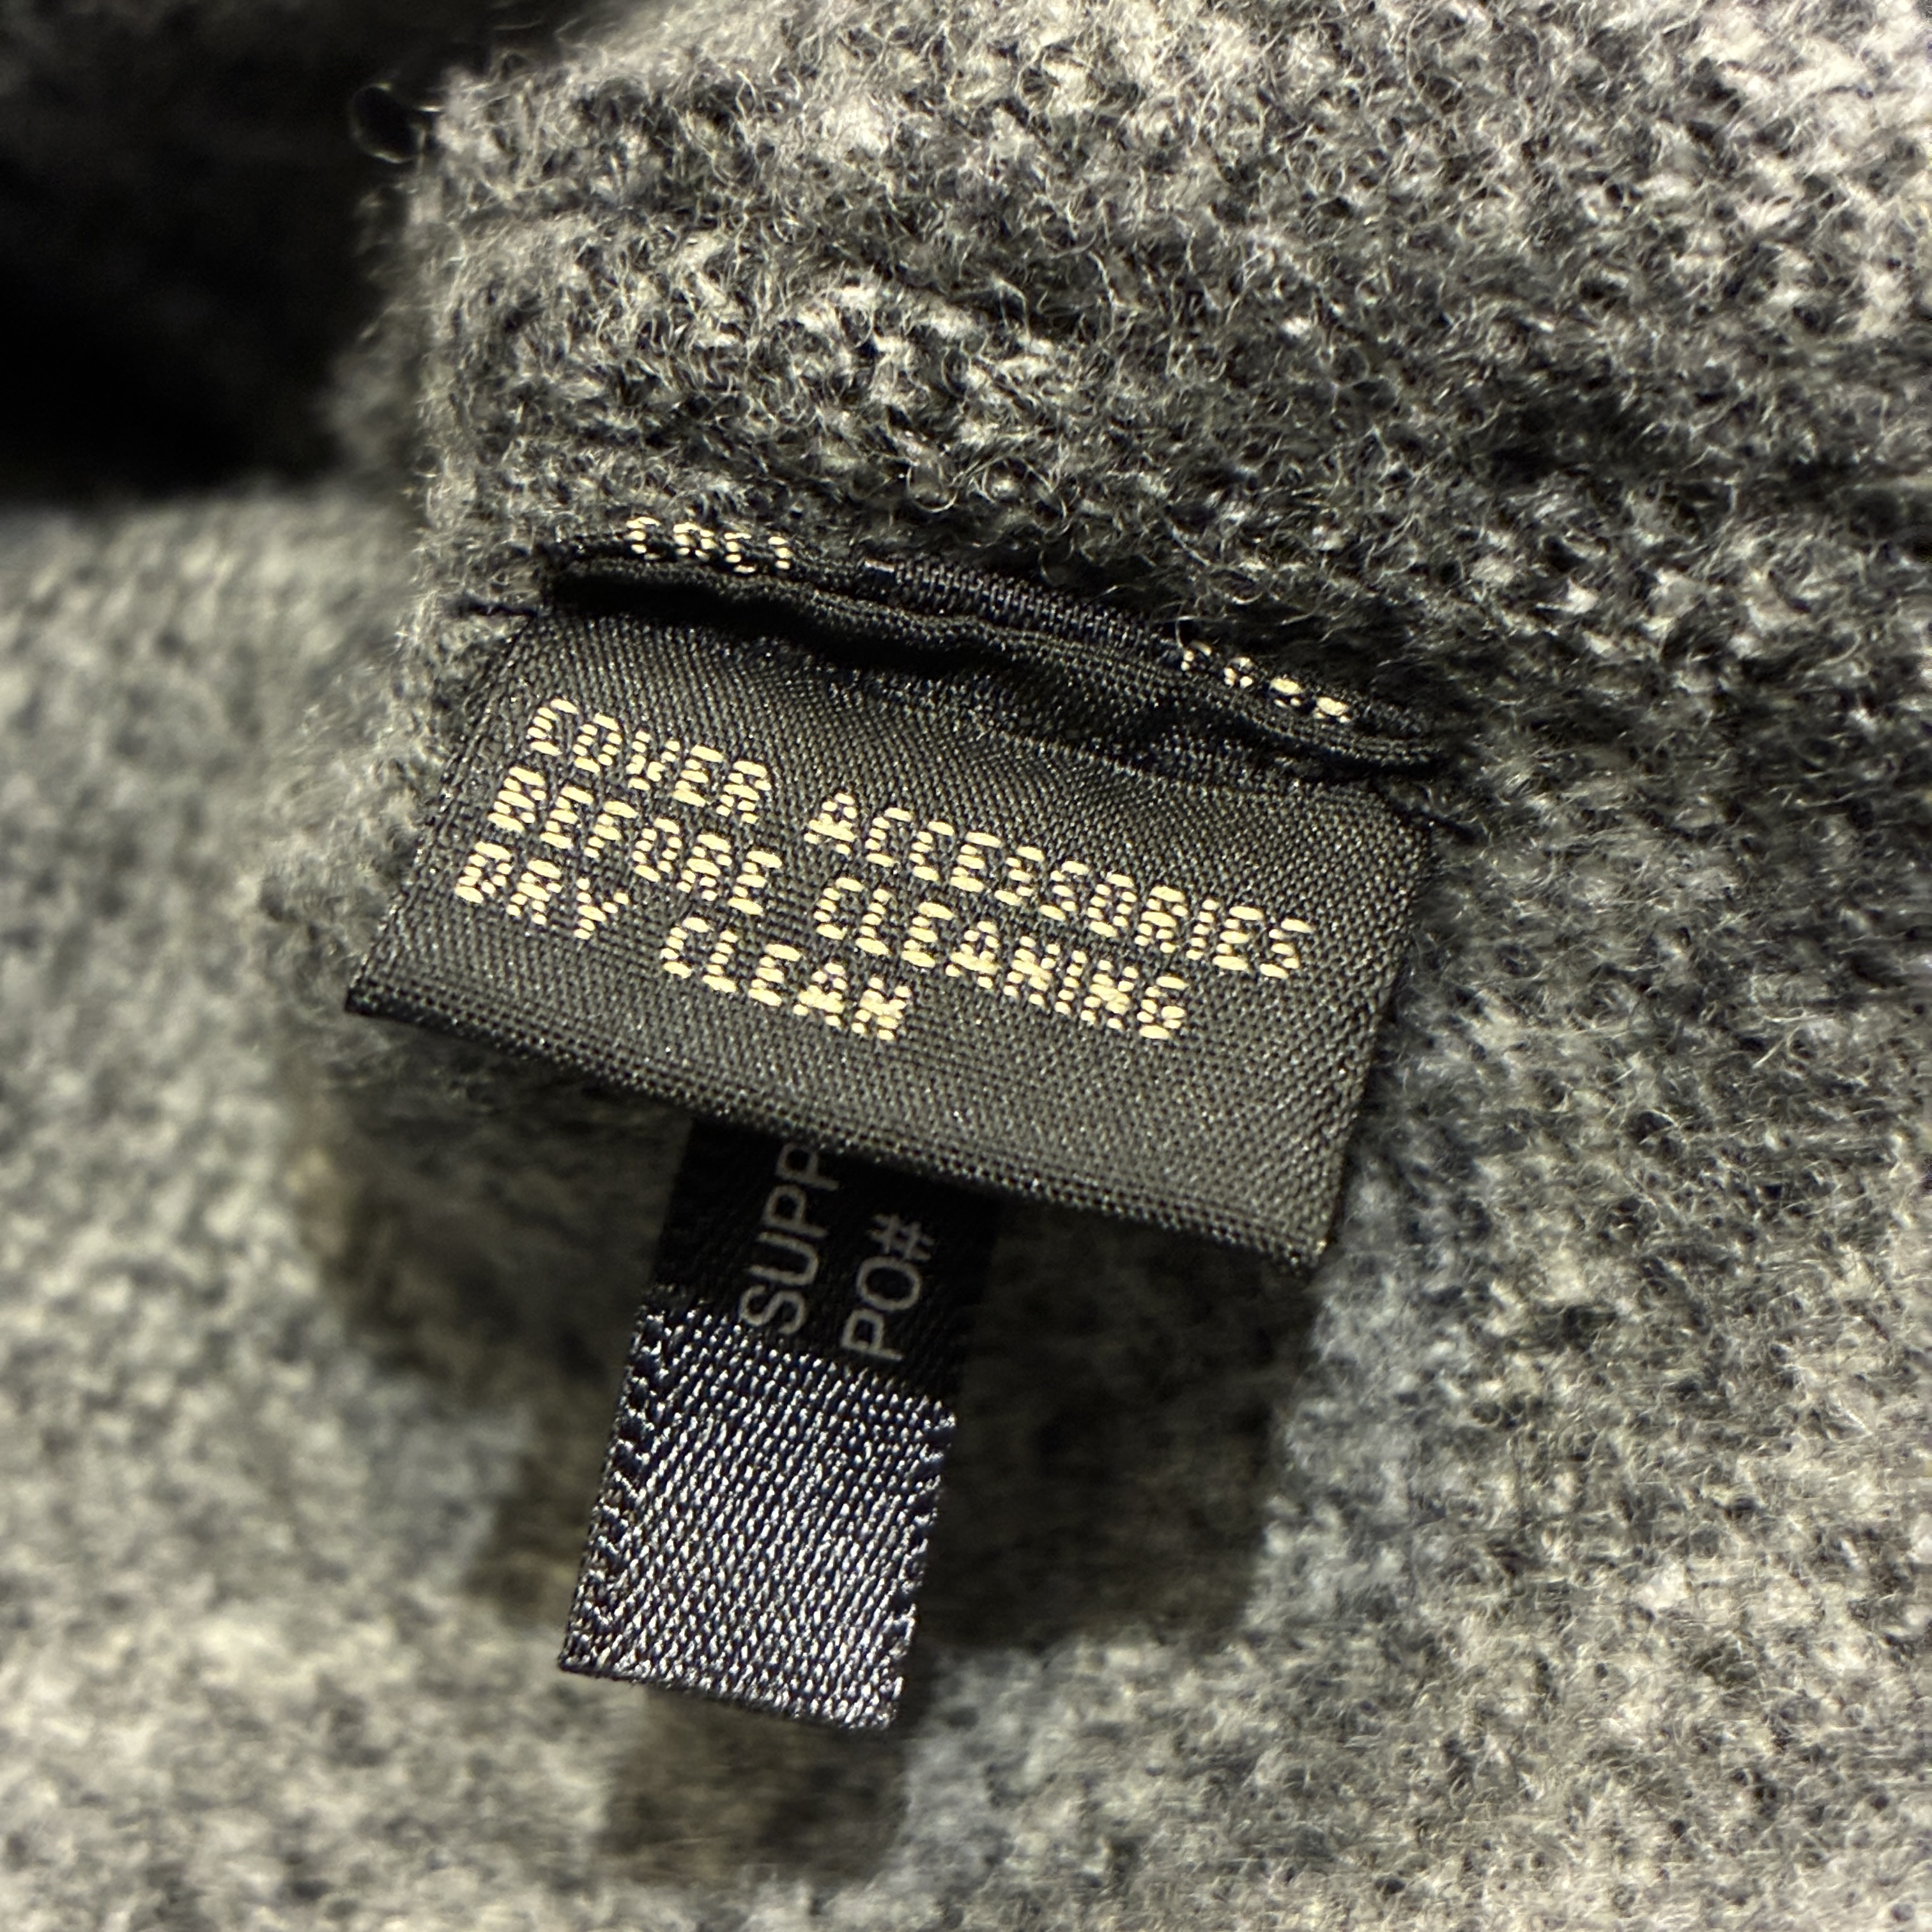 COVER ACCESSORIES
BEFORE CLEANING
DRY CLEAN
SUPP
PO#